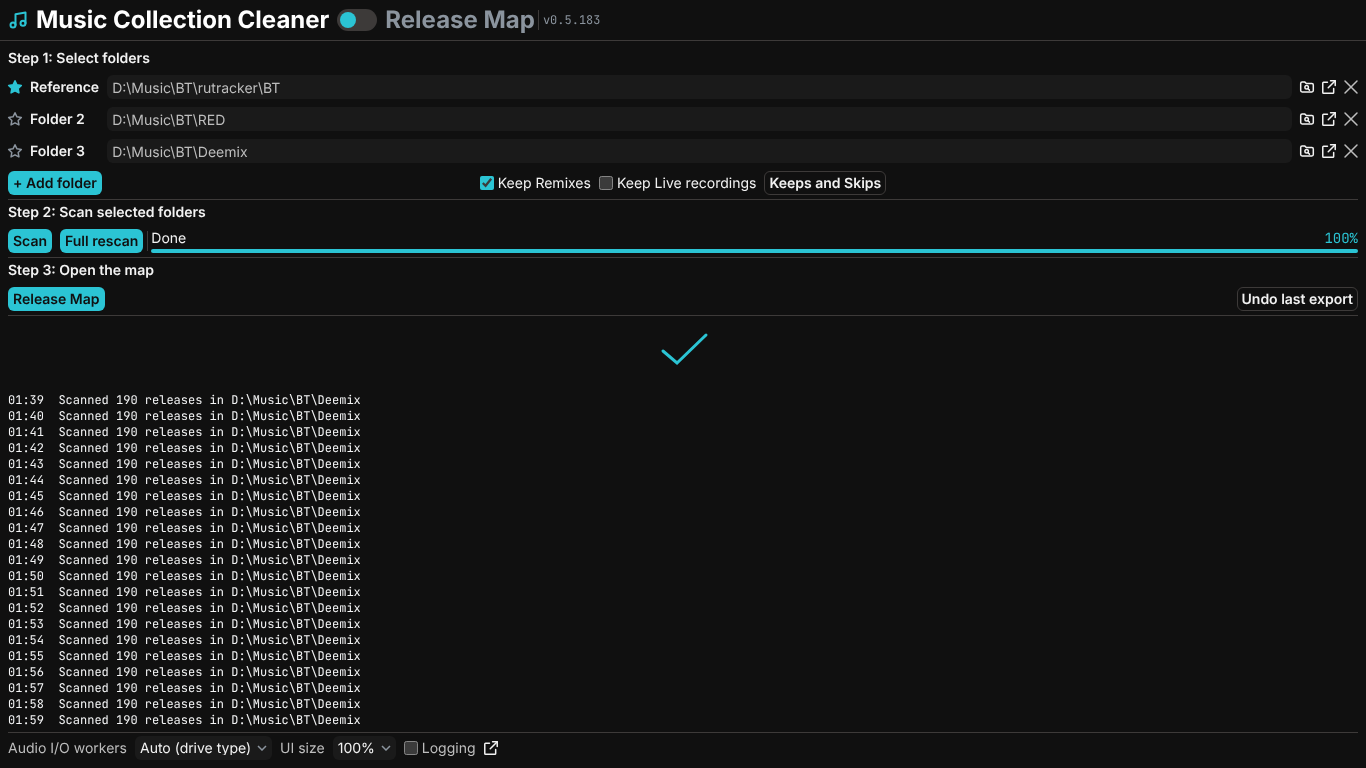 Music Collection Cleaner Release Map v0.5.183
Step 1: Select folders
Reference D:\Music\BT\rutracker\BT
Folder 2 D:\Music\BT\RED
Folder 3 D:\Music\BT\Deemix
+ Add folder Keep Remixes Keep Live recordings Keeps and Skips
Step 2: Scan selected folders
Scan Full rescan Done 100%
Step 3: Open the map
Release Map Undo last export
01:39 Scanned 190 releases in D:\Music\BT\Deemix
01:40 Scanned 190 releases in D:\Music\BT\Deemix
01:41 Scanned 190 releases in D:\Music\BT\Deemix
01:42 Scanned 190 releases in D:\Music\BT\Deemix
01:43 Scanned 190 releases in D:\Music\BT\Deemix
01:44 Scanned 190 releases in D:\Music\BT\Deemix
01:45 Scanned 190 releases in D:\Music\BT\Deemix
01:46 Scanned 190 releases in D:\Music\BT\Deemix
01:47 Scanned 190 releases in D:\Music\BT\Deemix
01:48 Scanned 190 releases in D:\Music\BT\Deemix
01:49 Scanned 190 releases in D:\Music\BT\Deemix
01:50 Scanned 190 releases in D:\Music\BT\Deemix
01:51 Scanned 190 releases in D:\Music\BT\Deemix
01:52 Scanned 190 releases in D:\Music\BT\Deemix
01:53 Scanned 190 releases in D:\Music\BT\Deemix
01:54 Scanned 190 releases in D:\Music\BT\Deemix
01:55 Scanned 190 releases in D:\Music\BT\Deemix
01:56 Scanned 190 releases in D:\Music\BT\Deemix
01:57 Scanned 190 releases in D:\Music\BT\Deemix
01:58 Scanned 190 releases in D:\Music\BT\Deemix
01:59 Scanned 190 releases in D:\Music\BT\Deemix
Audio I/O workers Auto (drive type) UI size 100% Logging